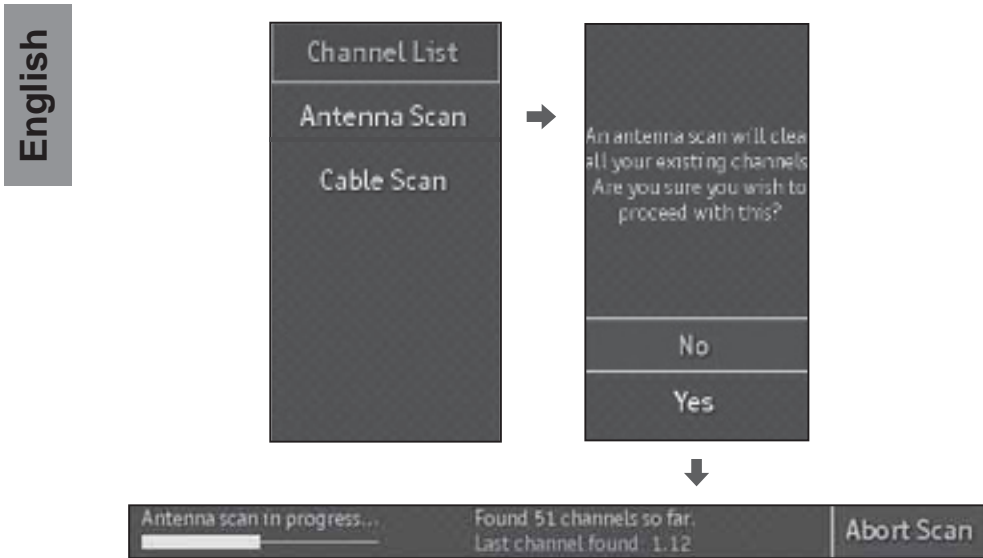 English
Channel List
Antenna Scan
Cable Scan
An antenna scan will clea
all your existing channels
Are you sure you wish to
proceed with this?
No
Yes
Antenna scan in progress...
Found 51 channels so far.
Last channel found 1.12
Abort Scan